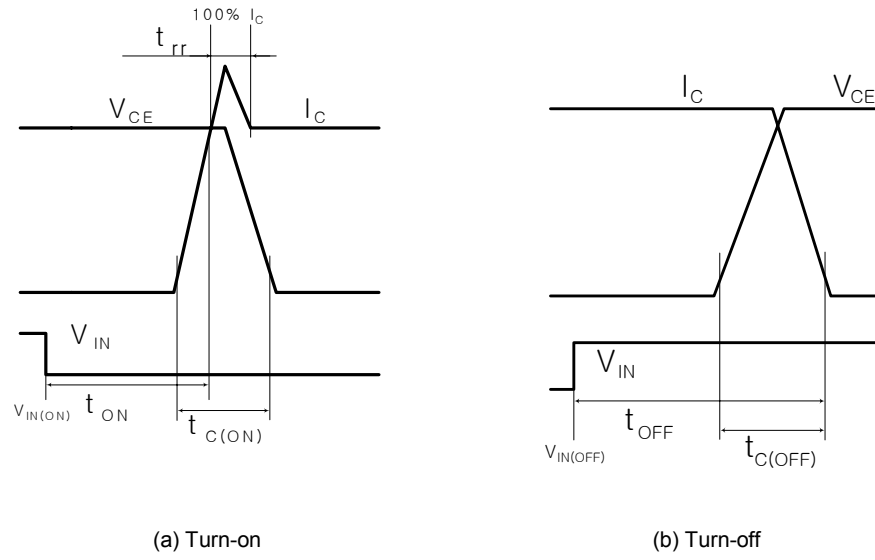 100% I_C
t_rr
V_CE
I_C
V_IN
t_ON
V_IN(ON)
t_C(ON)
I_C
V_CE
V_IN
t_OFF
V_IN(OFF)
t_C(OFF)
(a) Turn-on
(b) Turn-off